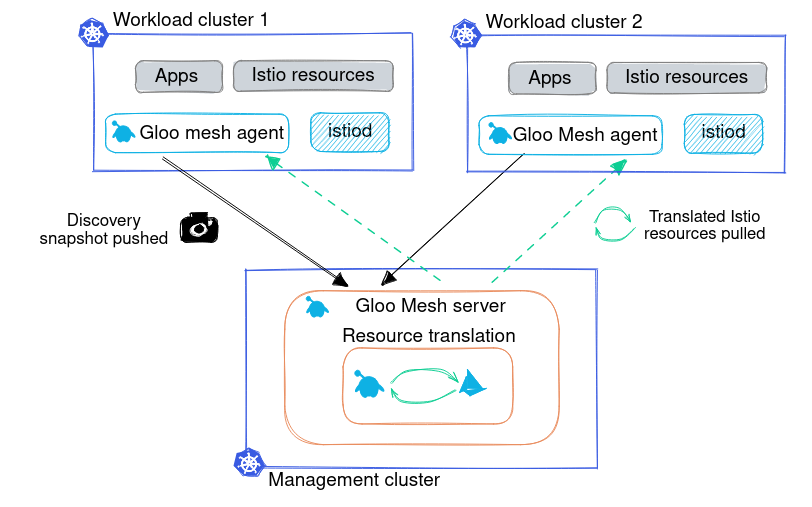 Workload cluster 1
Workload cluster 2
Apps
Istio resources
Apps
Istio resources
Gloo mesh agent
istiod
Gloo Mesh agent
istiod
Discovery
snapshot pushed
Translated Istio
resources pulled
Gloo Mesh server
Resource translation
Management cluster